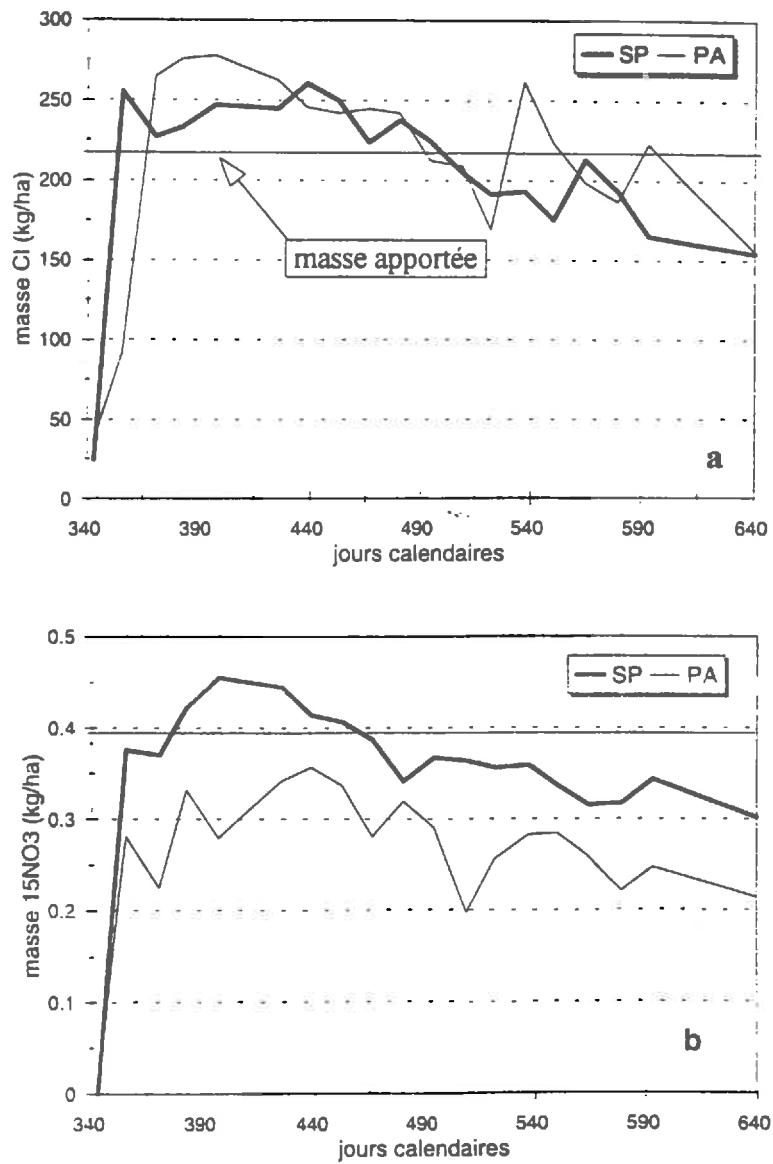 300
250
200
150
100
50
0
masse Cl (kg/ha)
SP PA
masse apportée
a
340 390 440 490 540 590 640
jours calendaires
0.5
0.4
0.3
0.2
0.1
0
masse 15NO3 (kg/ha)
SP PA
b
340 390 440 490 540 590 640
jours calendaires